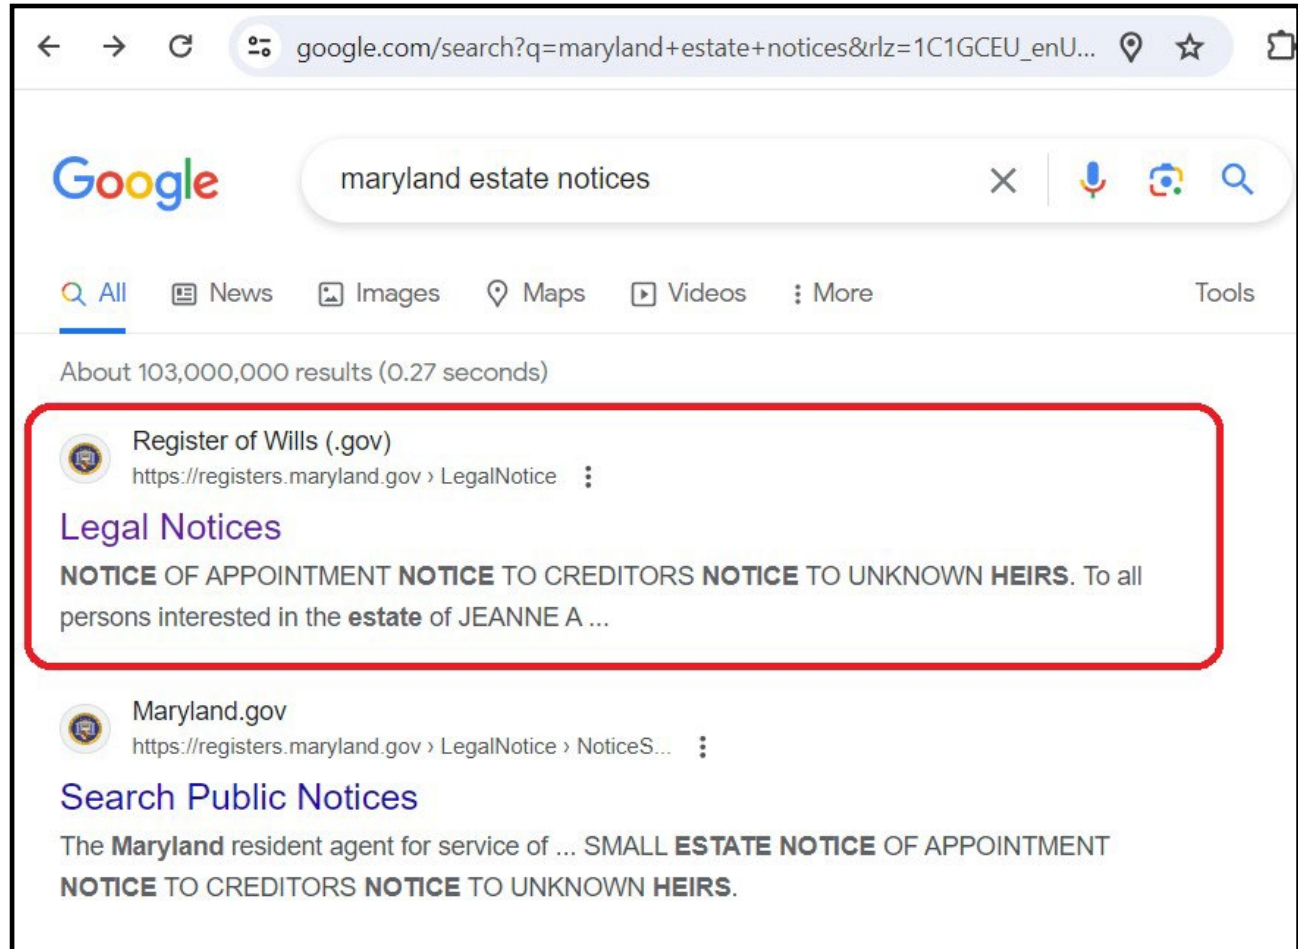 google.com/search?q=maryland+estate+notices&rlz=1C1GCEU_enU...
Google
maryland estate notices
All News Images Maps Videos More Tools
About 103,000,000 results (0.27 seconds)
Register of Wills (.gov)
https://registers.maryland.gov › LegalNotice
Legal Notices
NOTICE OF APPOINTMENT NOTICE TO CREDITORS NOTICE TO UNKNOWN HEIRS. To all
persons interested in the estate of JEANNE A ...
Maryland.gov
https://registers.maryland.gov › LegalNotice › NoticeS...
Search Public Notices
The Maryland resident agent for service of ... SMALL ESTATE NOTICE OF APPOINTMENT
NOTICE TO CREDITORS NOTICE TO UNKNOWN HEIRS.